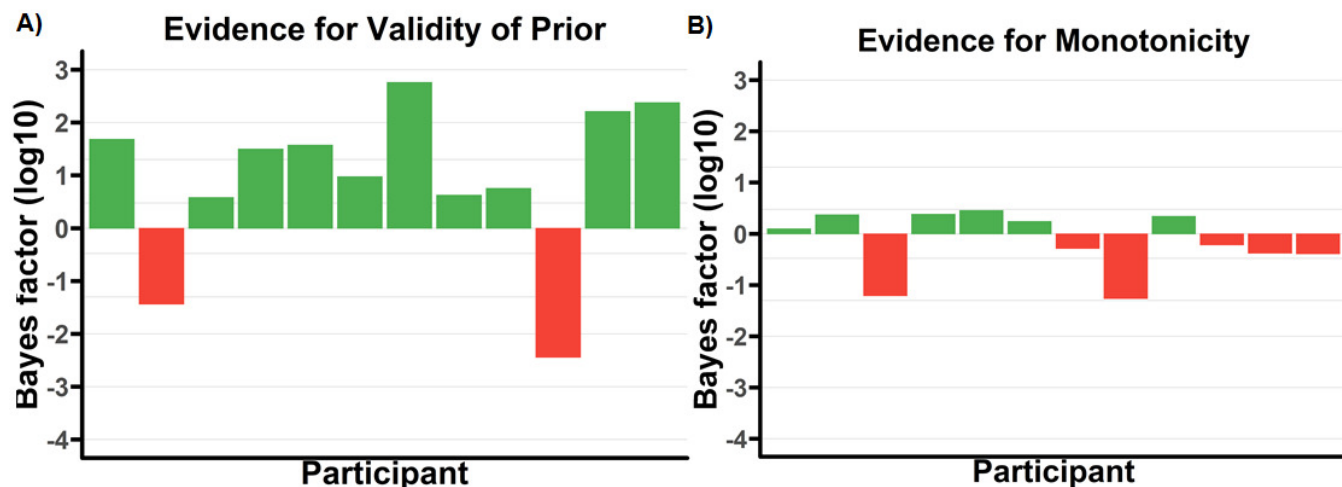 A)
Evidence for Validity of Prior
Bayes factor (log10)
3
2
1
0
-1
-2
-3
-4
Participant
B)
Evidence for Monotonicity
Bayes factor (log10)
3
2
1
0
-1
-2
-3
-4
Participant